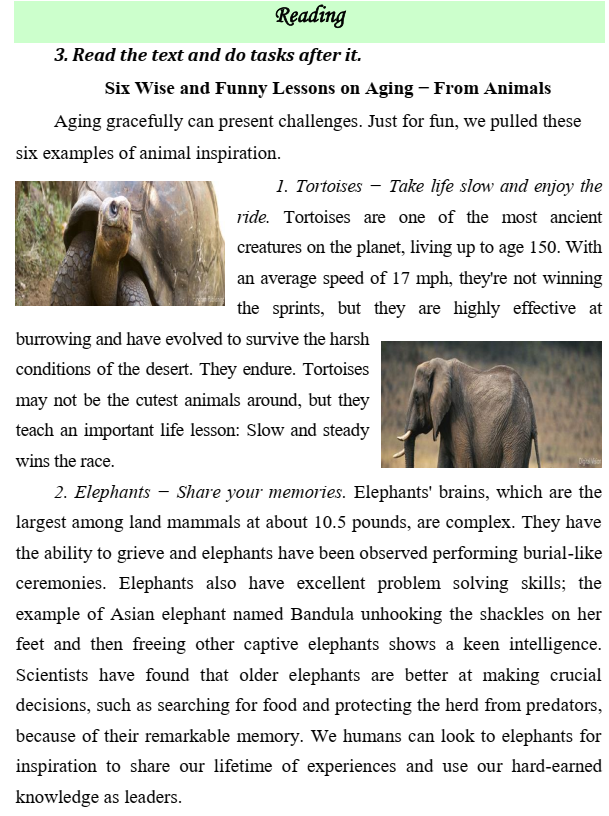 Reading
3. Read the text and do tasks after it.
Six Wise and Funny Lessons on Aging – From Animals
Aging gracefully can present challenges. Just for fun, we pulled these
six examples of animal inspiration.
1. Tortoises – Take life slow and enjoy the
ride. Tortoises are one of the most ancient
creatures on the planet, living up to age 150. With
an average speed of 17 mph, they're not winning
the sprints, but they are highly effective at
burrowing and have evolved to survive the harsh
conditions of the desert. They endure. Tortoises
may not be the cutest animals around, but they
teach an important life lesson: Slow and steady
wins the race.
2. Elephants – Share your memories. Elephants' brains, which are the
largest among land mammals at about 10.5 pounds, are complex. They have
the ability to grieve and elephants have been observed performing burial-like
ceremonies. Elephants also have excellent problem solving skills; the
example of Asian elephant named Bandula unhooking the shackles on her
feet and then freeing other captive elephants shows a keen intelligence.
Scientists have found that older elephants are better at making crucial
decisions, such as searching for food and protecting the herd from predators,
because of their remarkable memory. We humans can look to elephants for
inspiration to share our lifetime of experiences and use our hard-earned
knowledge as leaders.